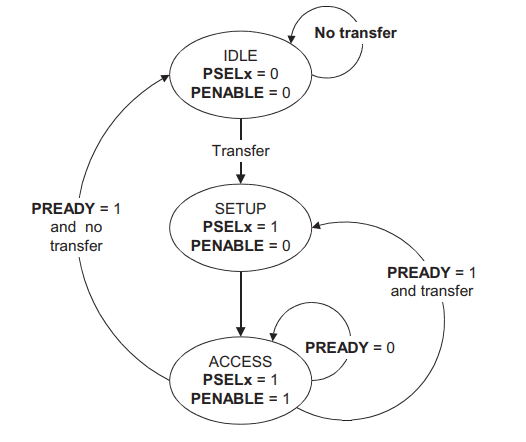 No transfer
IDLE
PSELx = 0
PENABLE = 0
Transfer
PREADY = 1
and no
transfer
SETUP
PSELx = 1
PENABLE = 0
PREADY = 1
and transfer
PREADY = 0
ACCESS
PSELx = 1
PENABLE = 1